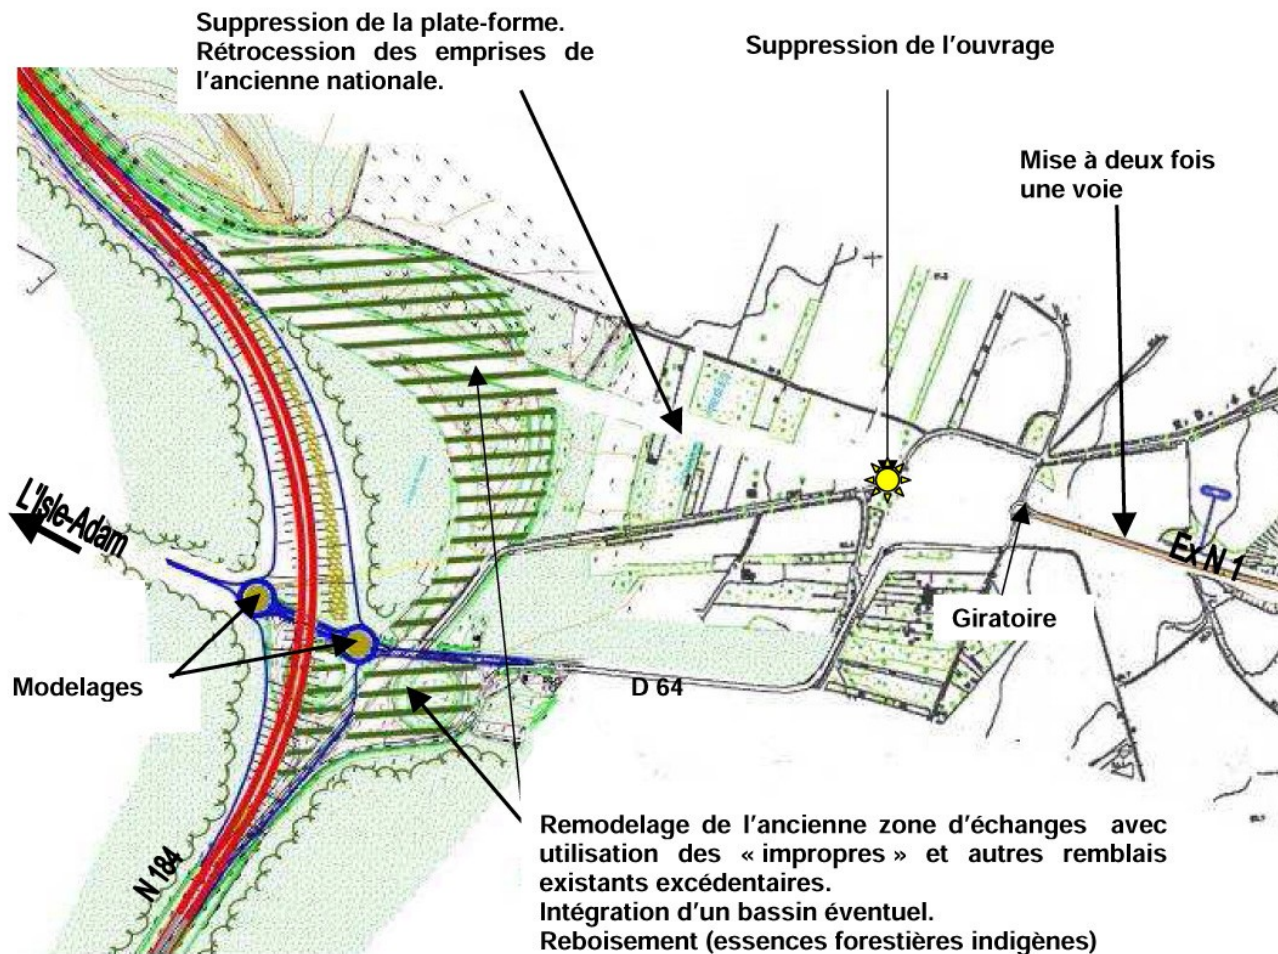 Suppression de la plate-forme.
Rétrocession des emprises de
l'ancienne nationale.
Suppression de l'ouvrage
Mise à deux fois
une voie
L'Isle-Adam
Ex N 1
Giratoire
Modelages
D 64
N 184
Remodelage de l'ancienne zone d'échanges avec
utilisation des « impropres » et autres remblais
existants excédentaires.
Intégration d'un bassin éventuel.
Reboisement (essences forestières indigènes)